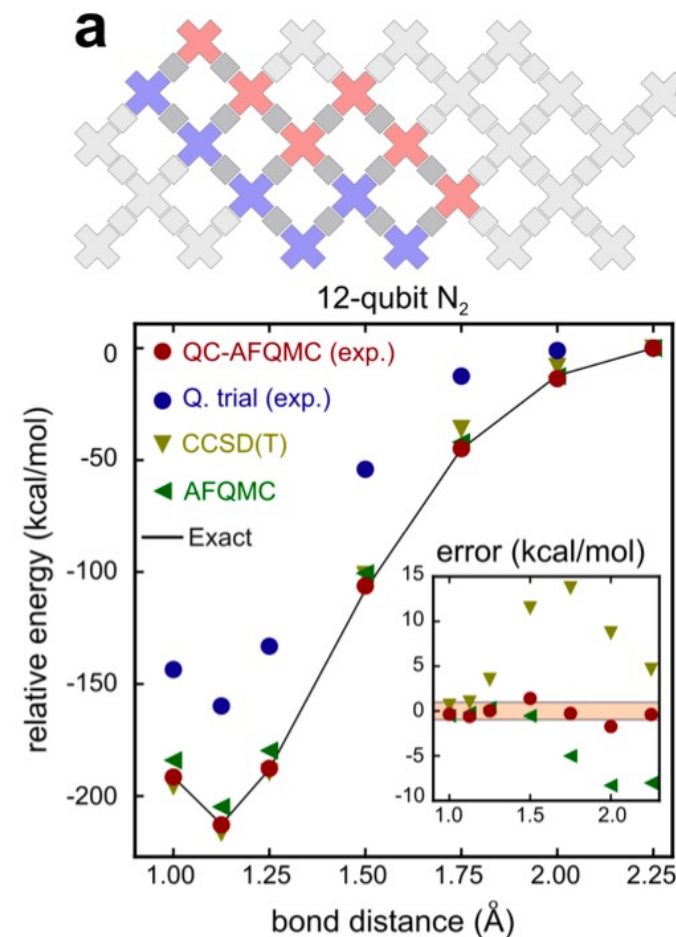 a
12-qubit N₂
relative energy (kcal/mol)
0
-50
-100
-150
-200
QC-AFQMC (exp.)
Q. trial (exp.)
CCSD(T)
AFQMC
Exact
error (kcal/mol)
15
10
5
0
-5
-10
1.0 1.5 2.0
1.00 1.25 1.50 1.75 2.00 2.25
bond distance (Å)